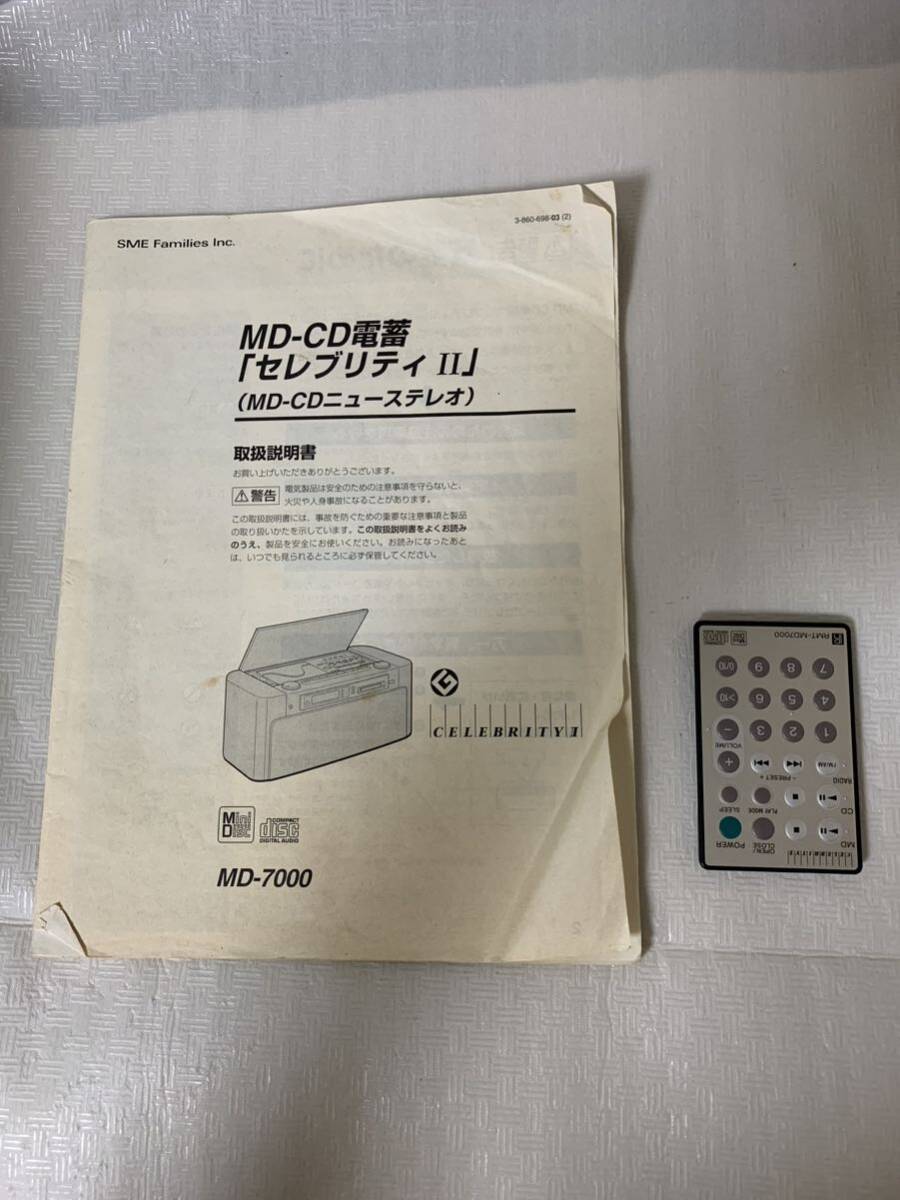 SME Families Inc.
3-860-698-03 (2)
MD-CD電蓄
「セレブリティ II」
（MD-CDニューステレオ）
取扱説明書
お買い上げいただきありがとうございます。
警告
電気製品は安全のための注意事項を守らないと、
火災や人身事故になることがあります。
この取扱説明書には、事故を防ぐための重要な注意事項と製品
の取り扱いかたを示しています。この取扱説明書をよくお読み
のうえ、製品を安全にお使いください。お読みになったあと
は、いつでも見られるところに必ず保管してください。
CELEBRITY II
Mini Disc
COMPACT disc DIGITAL AUDIO
MD-7000
CELEBRITY II
OPEN/CLOSE
POWER
MD
PLAY MODE
SLEEP
CD
RADIO
FM/AM
– PRESET +
+
VOLUME
–
1
2
3
4
5
6
>10
7
8
9
0/10
R RMT-MD7000